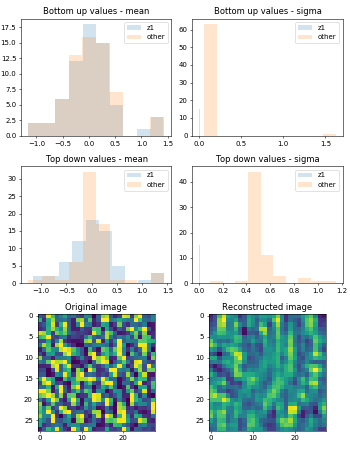 Bottom up values - mean
Bottom up values - sigma
17.5
15.0
12.5
10.0
7.5
5.0
2.5
0.0
z1
other
−1.0 −0.5 0.0 0.5 1.0 1.5
60
50
40
30
20
10
0
z1
other
0.0 0.5 1.0 1.5
Top down values - mean
Top down values - sigma
30
25
20
15
10
5
0
z1
other
−1.0 −0.5 0.0 0.5 1.0 1.5
40
30
20
10
0
z1
other
0.0 0.2 0.4 0.6 0.8 1.0 1.2
Original image
Reconstructed image
0
5
10
15
20
25
0 10 20
0
5
10
15
20
25
0 10 20